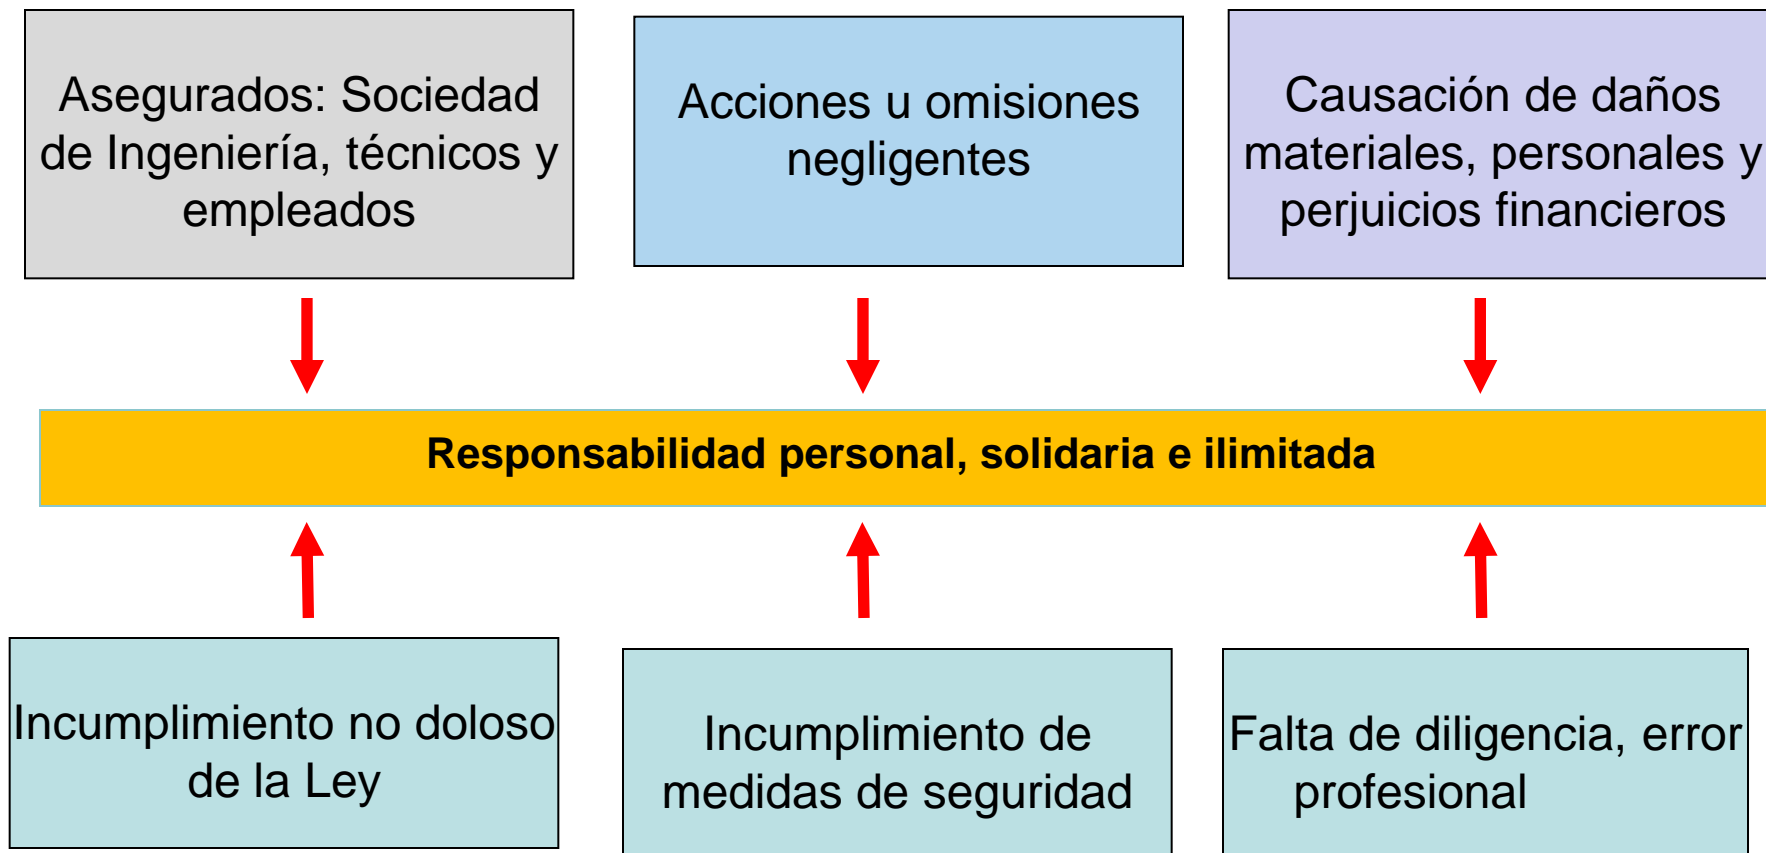 Asegurados: Sociedad
de Ingeniería, técnicos y
empleados
Acciones u omisiones
negligentes
Causación de daños
materiales, personales y
perjuicios financieros
Responsabilidad personal, solidaria e ilimitada
Incumplimiento no doloso
de la Ley
Incumplimiento de
medidas de seguridad
Falta de diligencia, error
profesional